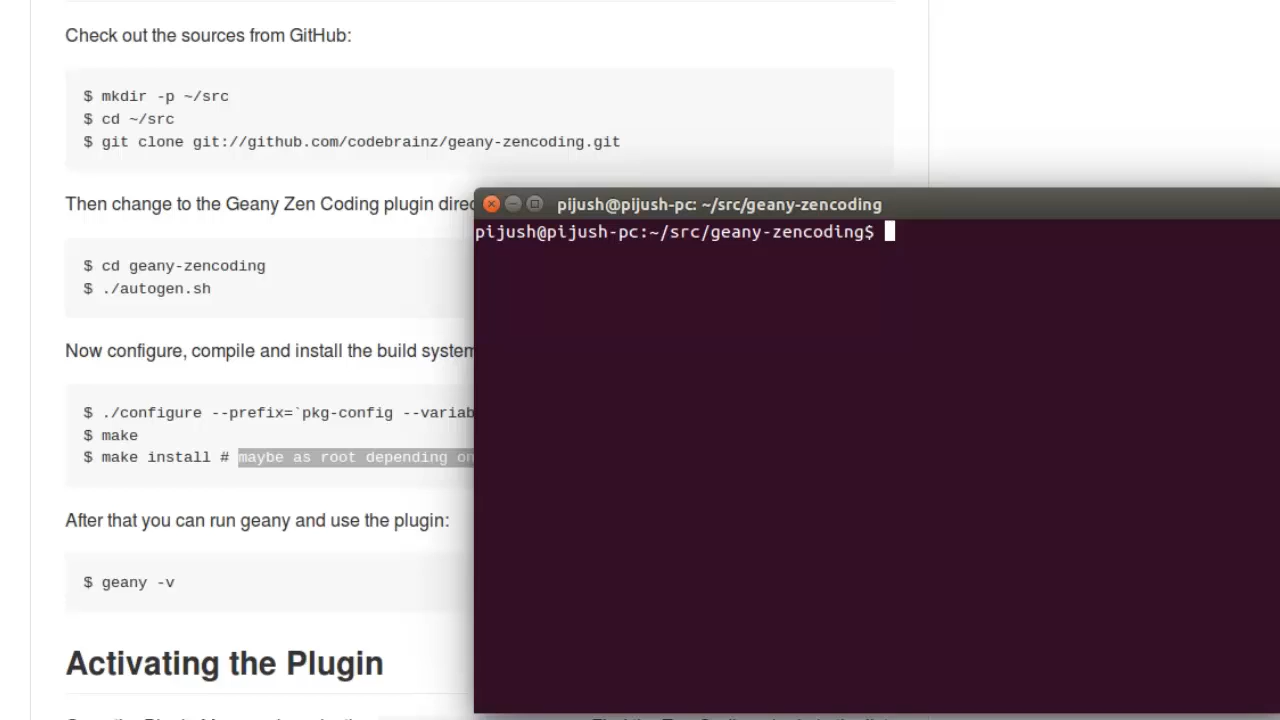 Check out the sources from GitHub:
$ mkdir -p ~/src
$ cd ~/src
$ git clone git://github.com/codebrainz/geany-zencoding.git
Then change to the Geany Zen Coding plugin
$ cd geany-zencoding
$ ./autogen.sh
Now configure, compile and install the build system
$ ./configure --prefix=`pkg-config --variab
$ make
$ make install # maybe as root depending on
After that you can run geany and use the plugin:
$ geany -v
Activating the Plugin
pijush@pijush-pc: ~/src/geany-zencoding
pijush@pijush-pc:~/src/geany-zencoding$